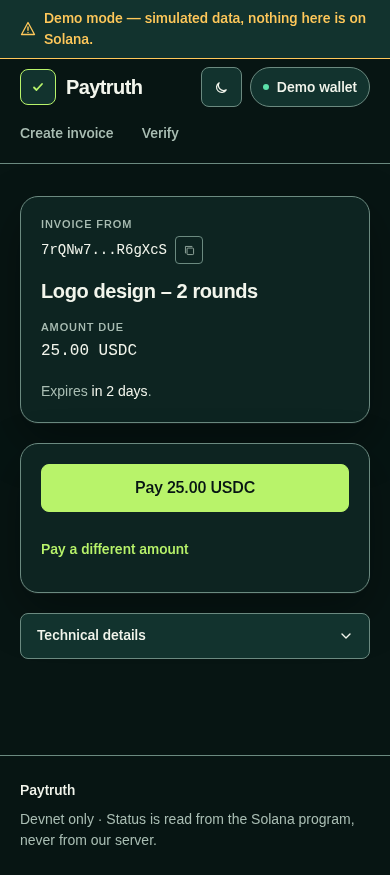 Demo mode — simulated data, nothing here is on
Solana.
Paytruth
Demo wallet
Create invoice
Verify
INVOICE FROM
7rQNw7...R6gXcS
Logo design – 2 rounds
AMOUNT DUE
25.00 USDC
Expires in 2 days.
Pay 25.00 USDC
Pay a different amount
Technical details
Paytruth
Devnet only · Status is read from the Solana program,
never from our server.